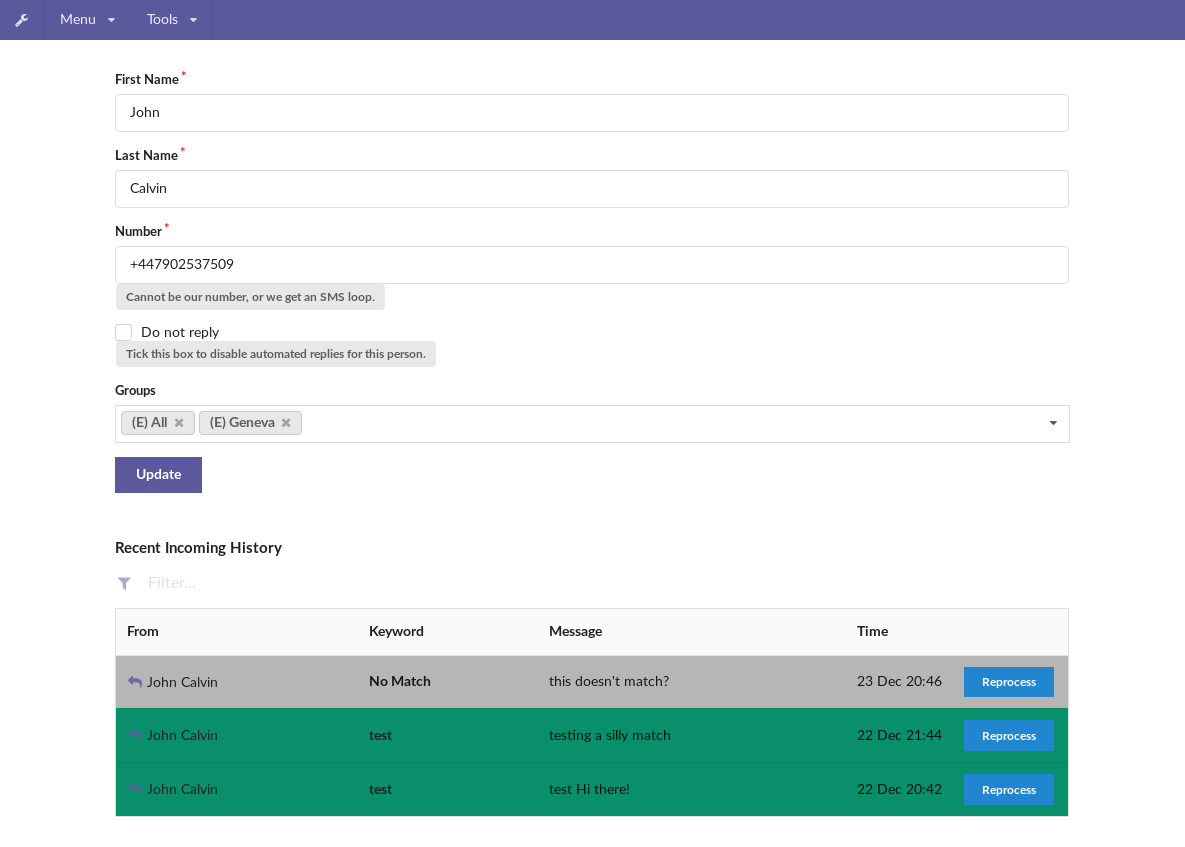 Menu Tools
First Name *
John
Last Name *
Calvin
Number *
+447902537509
Cannot be our number, or we get an SMS loop.
Do not reply
Tick this box to disable automated replies for this person.
Groups
(E) All (E) Geneva
Update
Recent Incoming History
Filter...
From Keyword Message Time
John Calvin No Match this doesn't match? 23 Dec 20:46 Reprocess
John Calvin test testing a silly match 22 Dec 21:44 Reprocess
John Calvin test test Hi there! 22 Dec 20:42 Reprocess